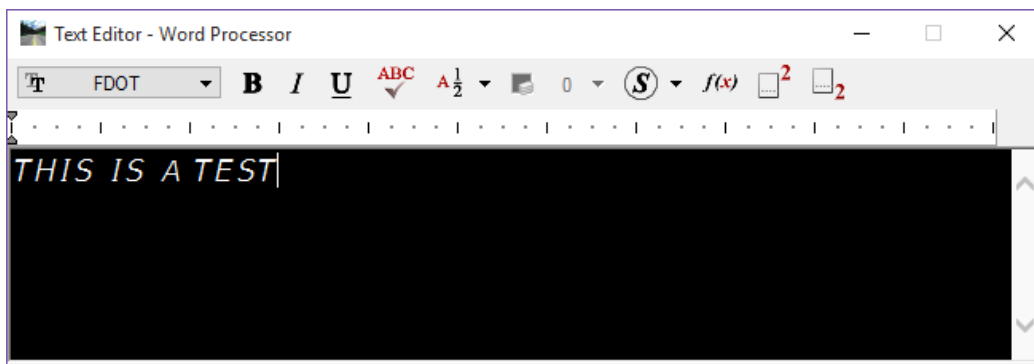 Text Editor - Word Processor
FDOT B I U ABC A½ 0 S f(x) 2 2
THIS IS A TEST